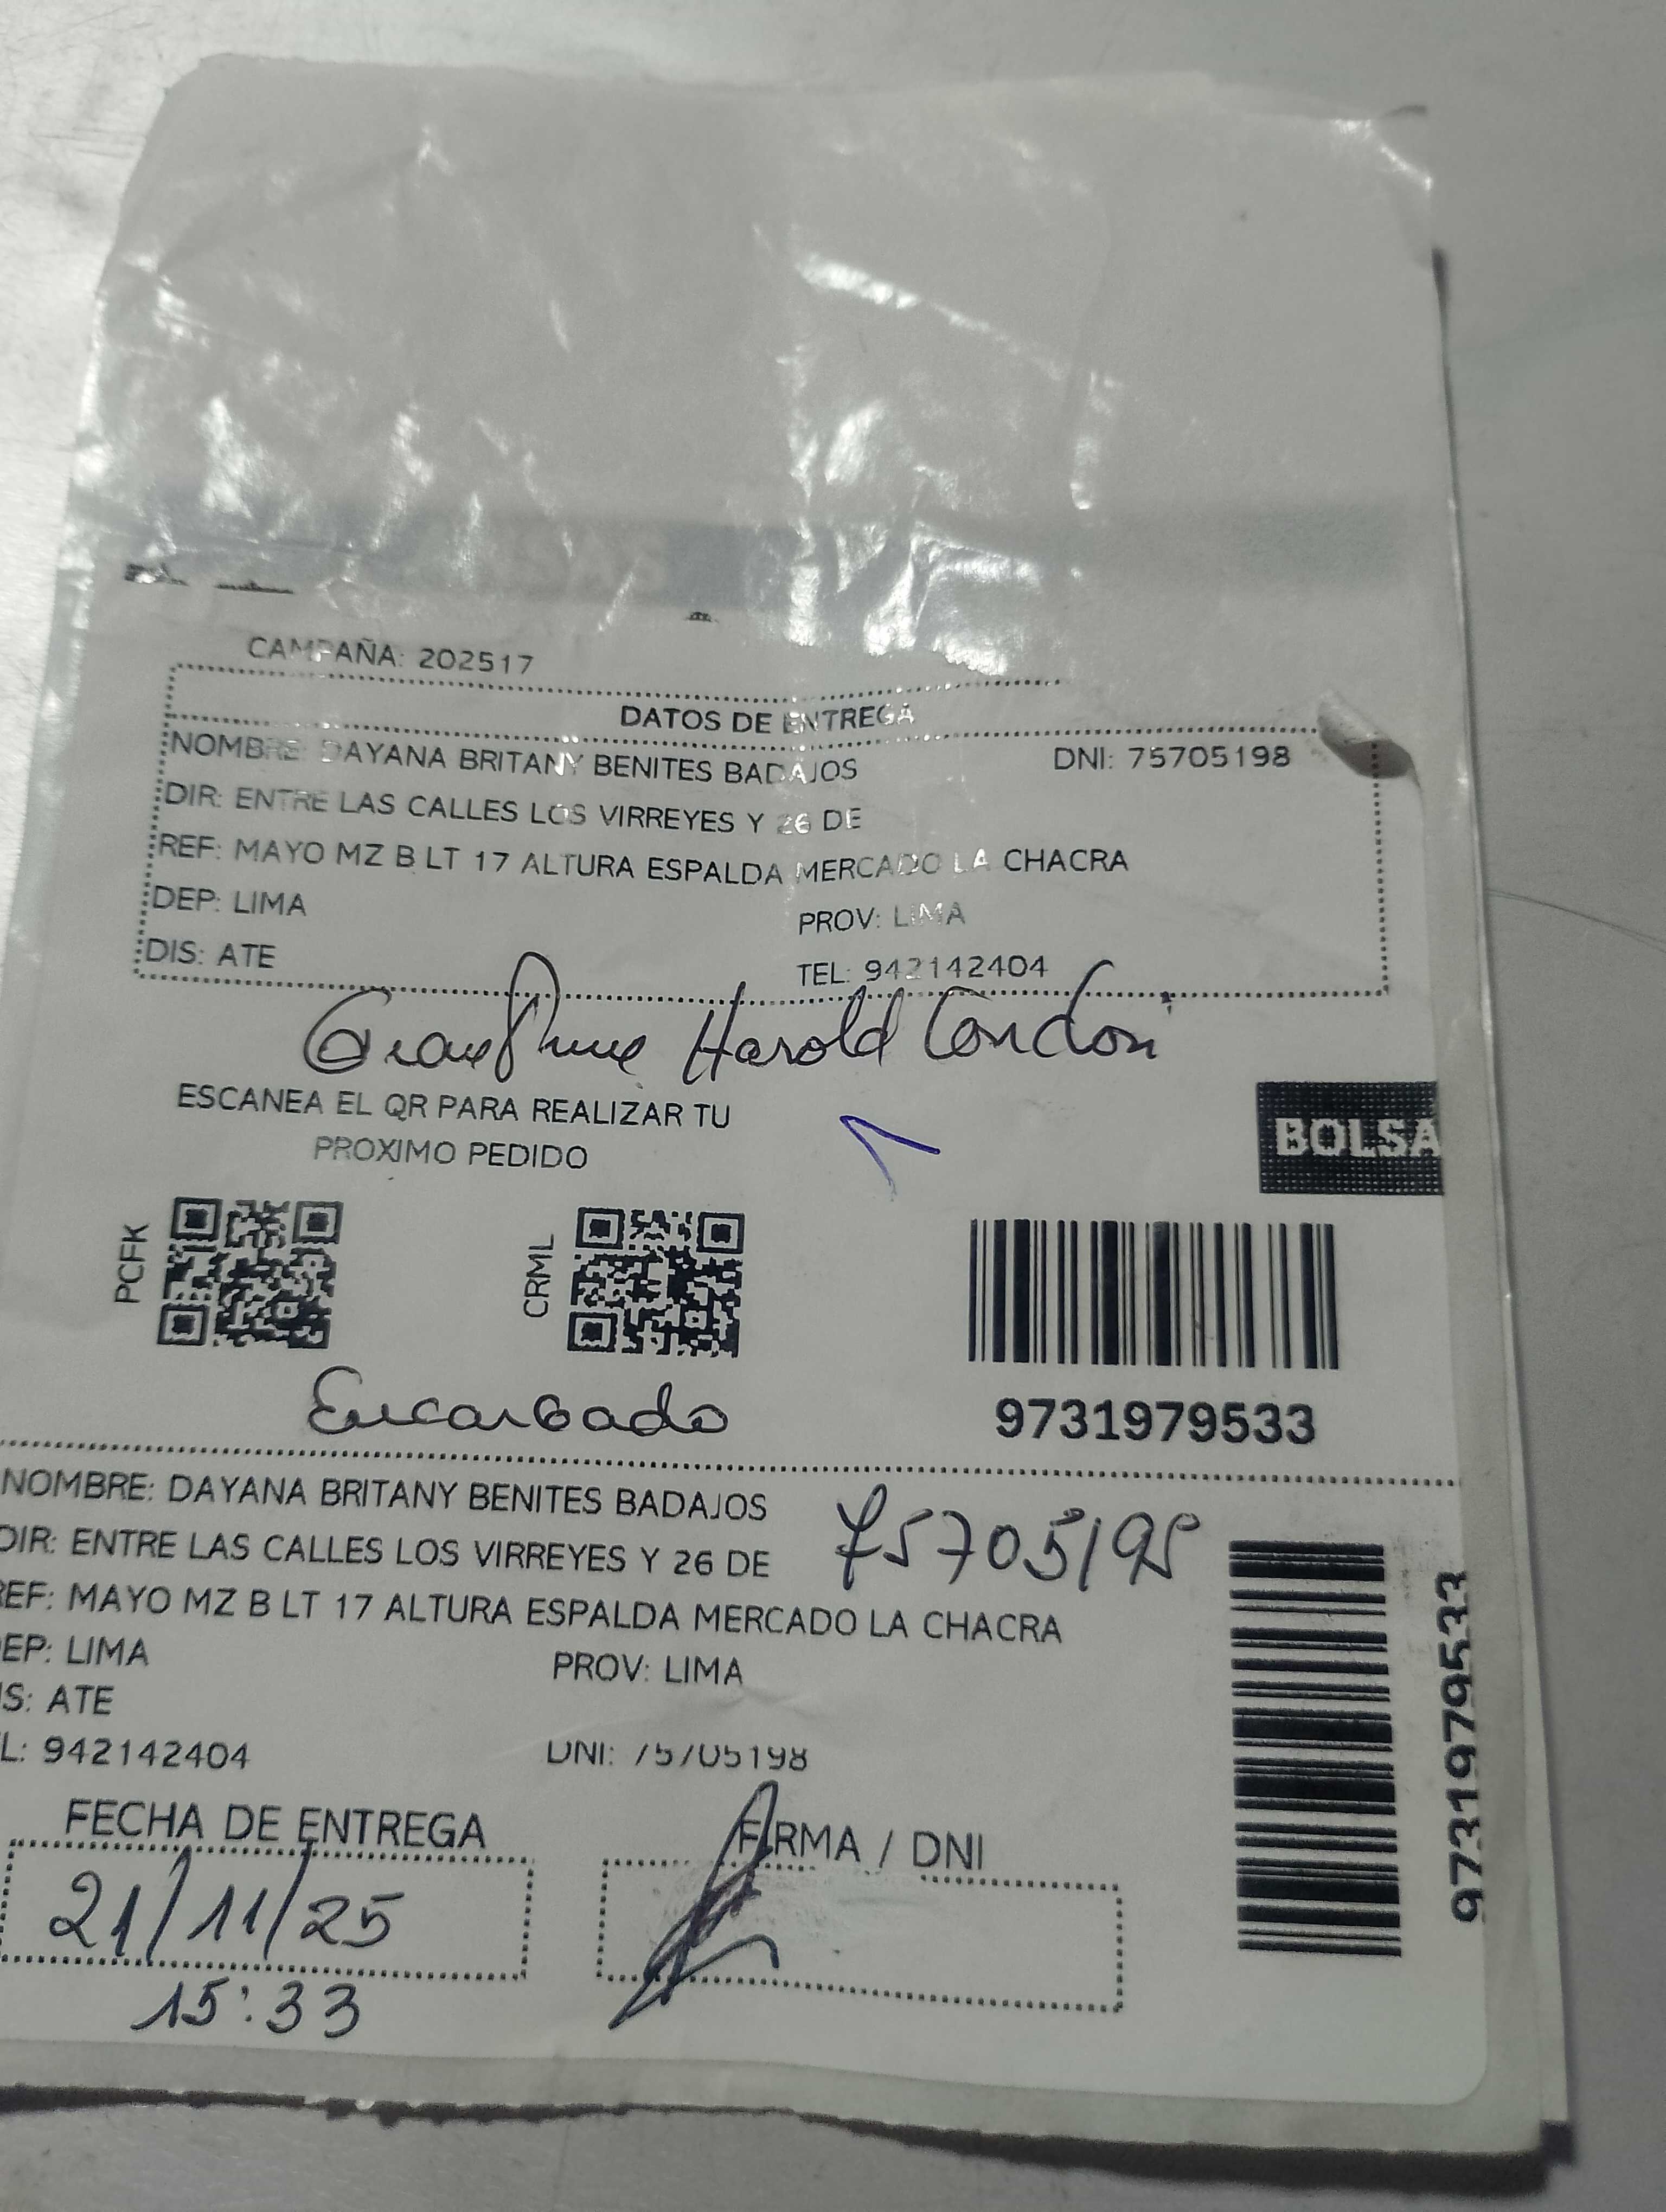 CAMPAÑA: 202517
DATOS DE ENTREGA
NOMBRE: DAYANA BRITANY BENITES BADAJOS DNI: 75705198
DIR: ENTRE LAS CALLES LOS VIRREYES Y 26 DE
REF: MAYO MZ B LT 17 ALTURA ESPALDA MERCADO LA CHACRA
DEP: LIMA PROV: LIMA
DIS: ATE TEL: 942142404
Harold
ESCANEA EL QR PARA REALIZAR TU
PROXIMO PEDIDO
BOLSA
PCFK
CRML
9731979533
Encargado
NOMBRE: DAYANA BRITANY BENITES BADAJOS
75705198
DIR: ENTRE LAS CALLES LOS VIRREYES Y 26 DE
REF: MAYO MZ B LT 17 ALTURA ESPALDA MERCADO LA CHACRA
EP: LIMA PROV: LIMA
IS: ATE
L: 942142404 DNI: 75705198
9731979533
FECHA DE ENTREGA FIRMA / DNI
21/11/25
15:33